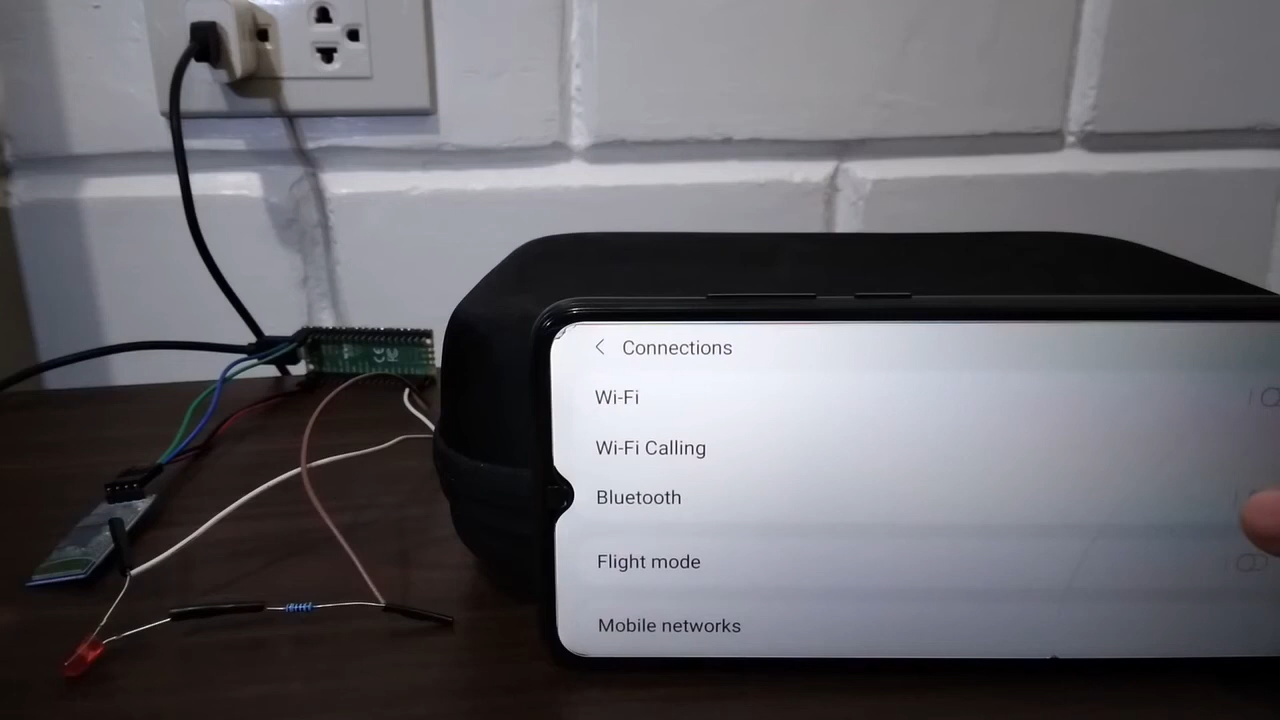 Connections
Wi-Fi
Wi-Fi Calling
Bluetooth
Flight mode
Mobile networks